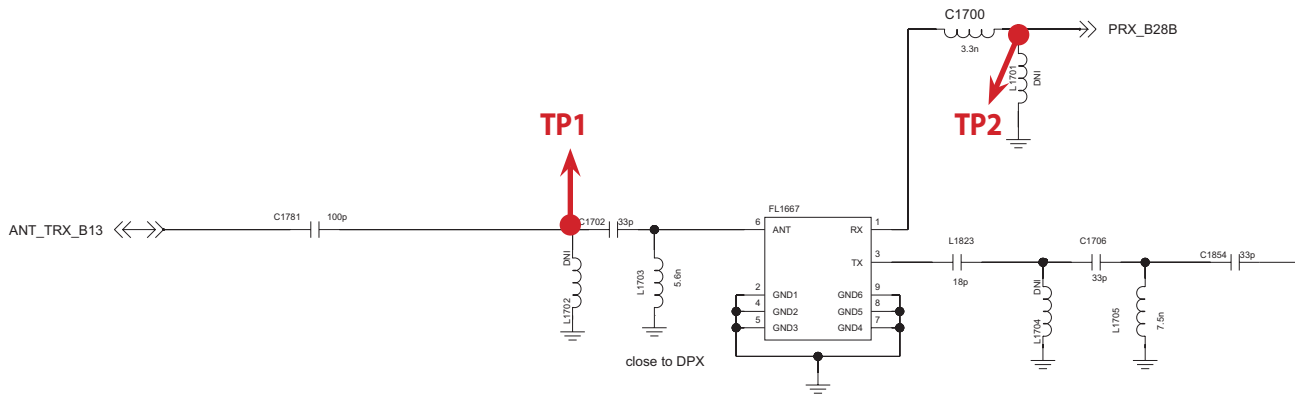 C1700
3.3n
PRX_B28B
L1701
DNI
TP2
TP1
ANT_TRX_B13
C1781
100p
C1702
33p
DNI
L1702
L1703
5.6n
close to DPX
FL1667
6
ANT
RX
1
TX
3
2
GND1
GND6
9
4
GND2
GND5
8
5
GND3
GND4
7
L1823
18p
C1706
33p
C1854
33p
DNI
L1704
L1705
7.5n